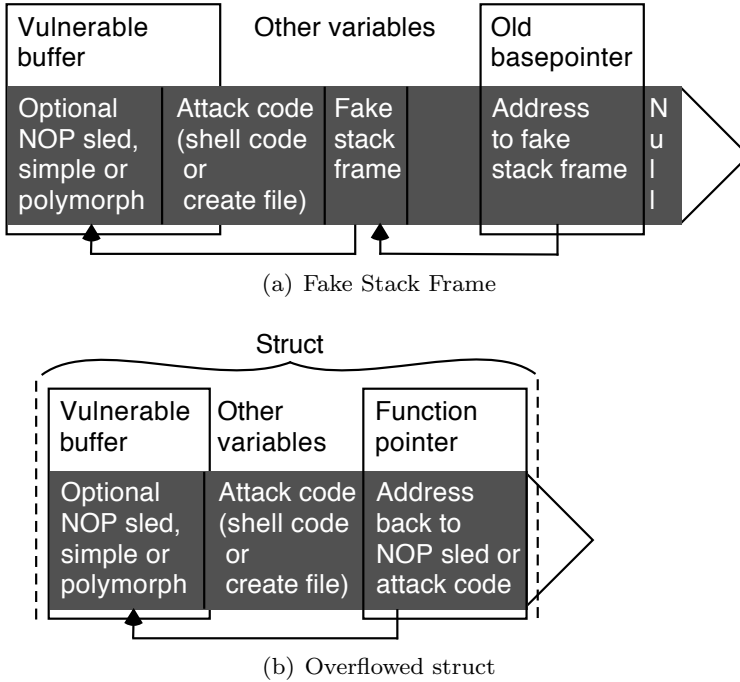 Vulnerable
buffer
Other variables
Old
basepointer
Optional
NOP sled,
simple or
polymorph
Attack code
(shell code
or
create file)
Fake
stack
frame
Address
to fake
stack frame
N
u
l
l
(a) Fake Stack Frame
Struct
Vulnerable
buffer
Other
variables
Function
pointer
Optional
NOP sled,
simple or
polymorph
Attack code
(shell code
or
create file)
Address
back to
NOP sled or
attack code
(b) Overflowed struct